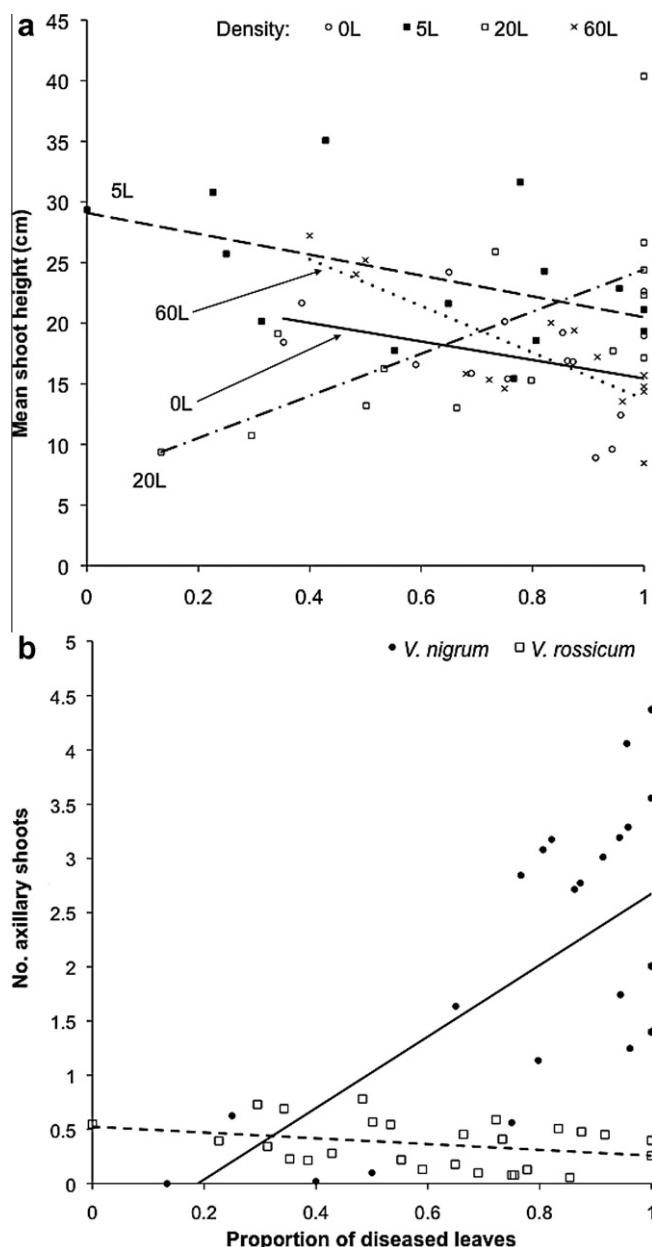 a
Density: 0L 5L 20L 60L
Mean shoot height (cm)
45
40
35
30
25
20
15
10
5
0
5L
60L
0L
20L
0 0.2 0.4 0.6 0.8 1
b
V. nigrum V. rossicum
No. axillary shoots
5
4.5
4
3.5
3
2.5
2
1.5
1
0.5
0
0 0.2 0.4 0.6 0.8 1
Proportion of diseased leaves